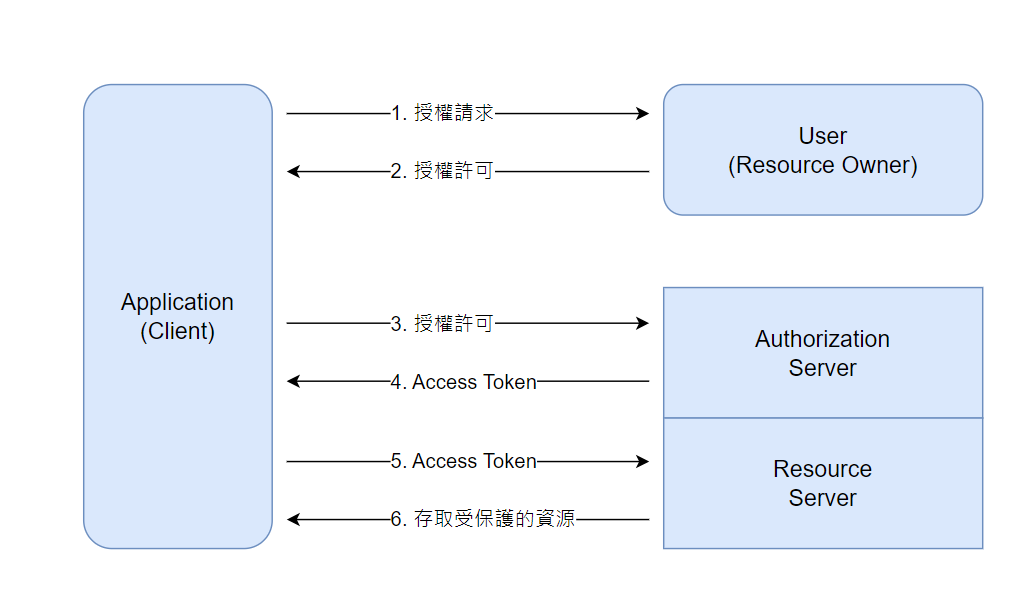 1. 授權請求
User
(Resource Owner)
2. 授權許可
Application
(Client)
3. 授權許可
Authorization
Server
4. Access Token
5. Access Token
Resource
Server
6. 存取受保護的資源